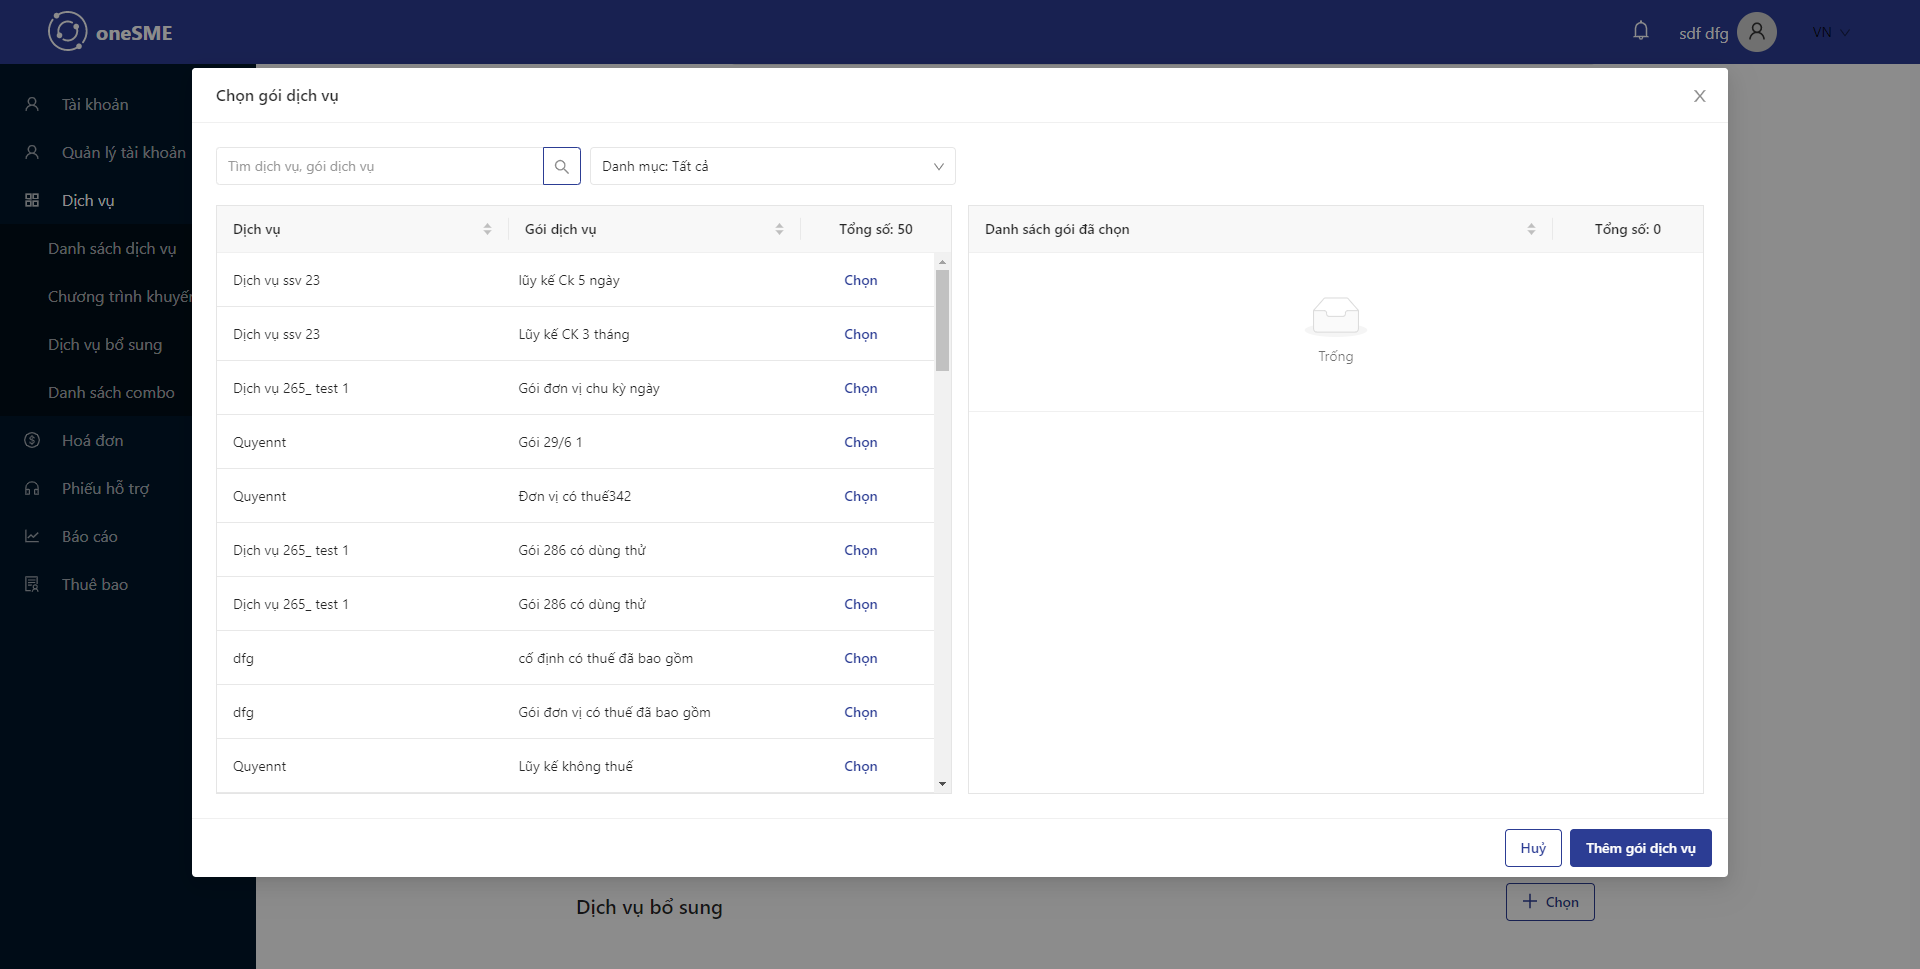 oneSME
sdf dfg
VN
Tài khoản
Quản lý tài khoản
Dịch vụ
Danh sách dịch vụ
Chương trình
Dịch vụ bổ sung
Danh sách combo
Hoá đơn
Phiếu hỗ trợ
Báo cáo
Thuê bao
Chọn gói dịch vụ
X
Tìm dịch vụ, gói dịch vụ
Danh mục: Tất cả
Dịch vụ Gói dịch vụ Tổng số: 50
Dịch vụ ssv 23 lũy kế Ck 5 ngày Chọn
Dịch vụ ssv 23 Lũy kế CK 3 tháng Chọn
Dịch vụ 265_ test 1 Gói đơn vị chu kỳ ngày Chọn
Quyennt Gói 29/6 1 Chọn
Quyennt Đơn vị có thuế342 Chọn
Dịch vụ 265_ test 1 Gói 286 có dùng thử Chọn
Dịch vụ 265_ test 1 Gói 286 có dùng thử Chọn
dfg cố định có thuế đã bao gồm Chọn
dfg Gói đơn vị có thuế đã bao gồm Chọn
Quyennt Lũy kế không thuế Chọn
Danh sách gói đã chọn Tổng số: 0
Trống
Huỷ
Thêm gói dịch vụ
Dịch vụ bổ sung
Chọn